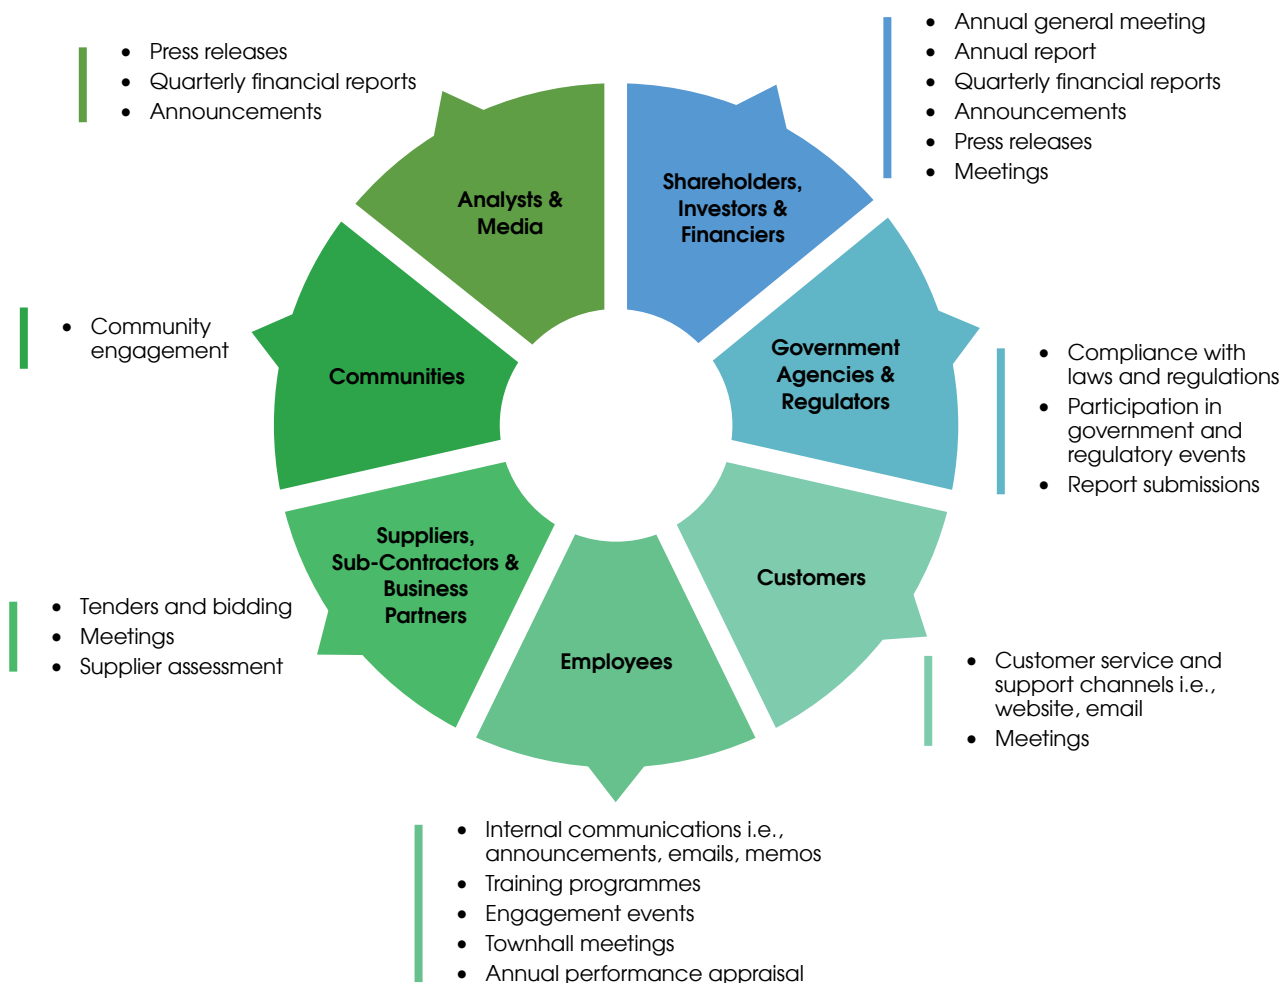 Shareholders,
Investors &
Financiers
• Annual general meeting
• Annual report
• Quarterly financial reports
• Announcements
• Press releases
• Meetings
Government
Agencies &
Regulators
• Compliance with
laws and regulations
• Participation in
government and
regulatory events
• Report submissions
Customers
• Customer service and
support channels i.e.,
website, email
• Meetings
Employees
• Internal communications i.e.,
announcements, emails, memos
• Training programmes
• Engagement events
• Townhall meetings
• Annual performance appraisal
Suppliers,
Sub-Contractors &
Business
Partners
• Tenders and bidding
• Meetings
• Supplier assessment
Communities
• Community
engagement
Analysts &
Media
• Press releases
• Quarterly financial reports
• Announcements